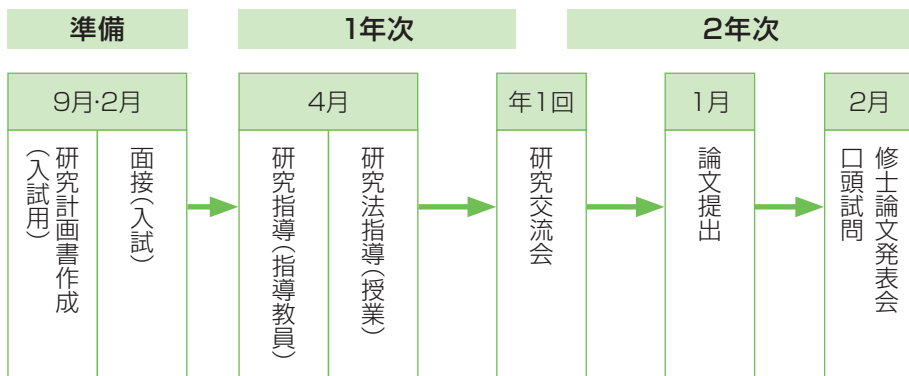 準備
1年次
2年次
9月・2月
研究計画書作成
（入試用）
面接（入試）
4月
研究指導（指導教員）
研究法指導（授業）
年1回
研究交流会
1月
論文提出
2月
修士論文発表会
口頭試問